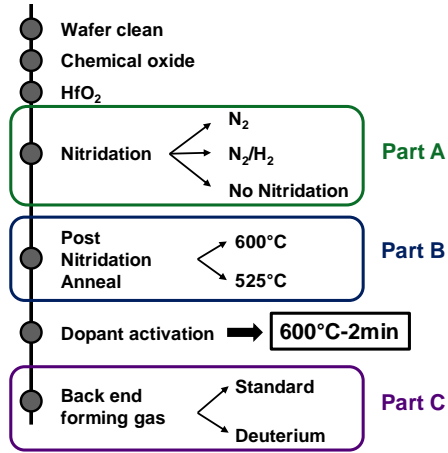 Wafer clean
Chemical oxide
HfO₂
N₂
Nitridation
N₂/H₂
Part A
No Nitridation
Post
Nitridation
Anneal
600°C
525°C
Part B
Dopant activation
600°C-2min
Back end
forming gas
Standard
Deuterium
Part C